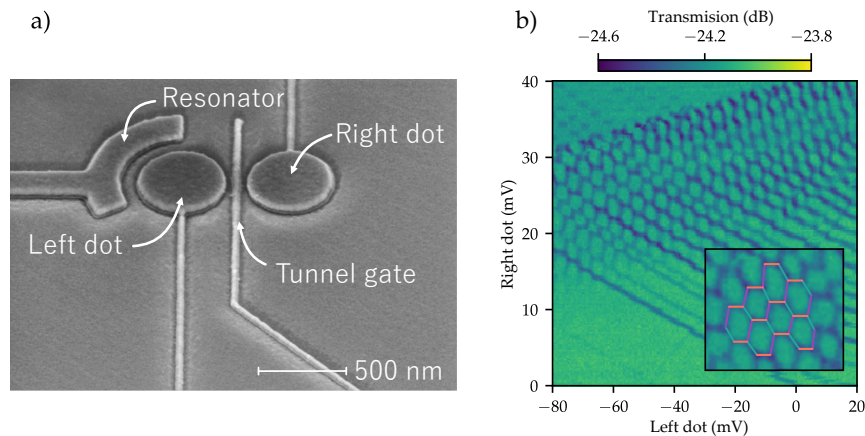 a)
Resonator
Right dot
Left dot
Tunnel gate
500 nm
b)
Transmision (dB)
−24.6 −24.2 −23.8
Right dot (mV)
40
30
20
10
0
−80 −60 −40 −20 0 20
Left dot (mV)